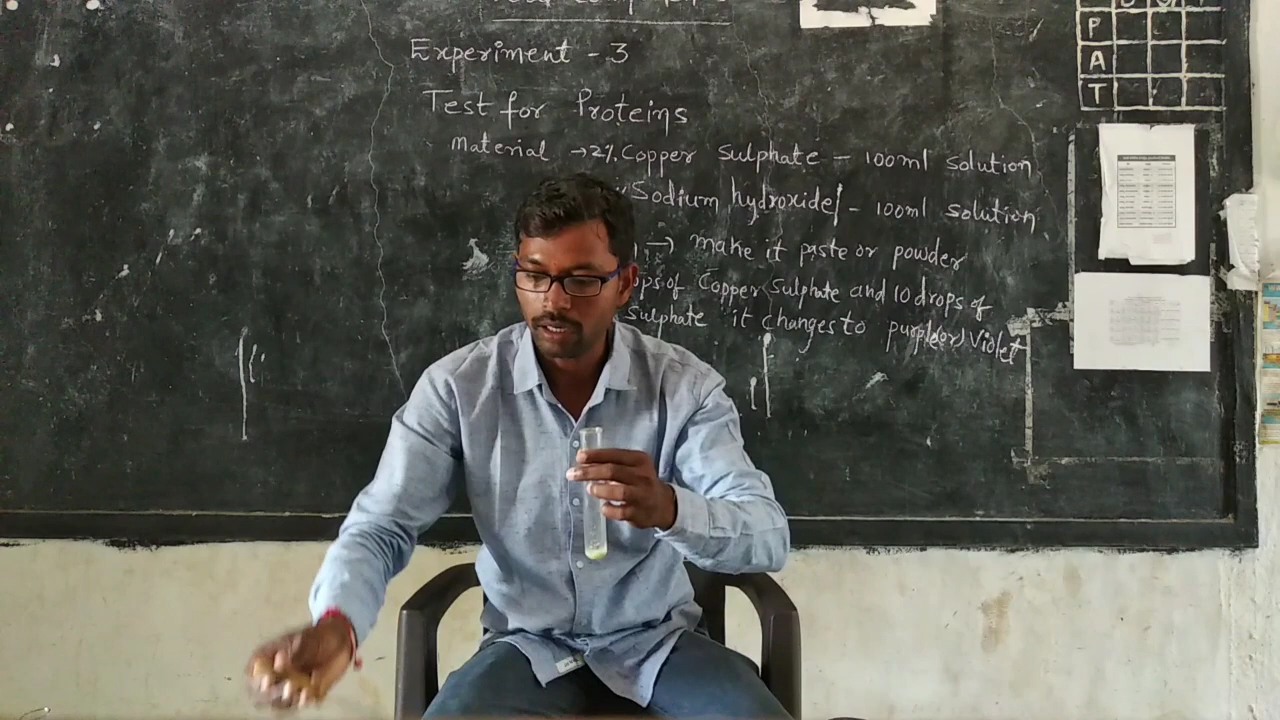 Experiment - 3
Test for Proteins
Material → 2% Copper Sulphate - 100ml solution
Sodium hydroxide - 100ml solution
→ make it paste or powder
ops of Copper Sulphate and 10 drops of
Sulphate it changes to purple(or) Violet
P
A
T